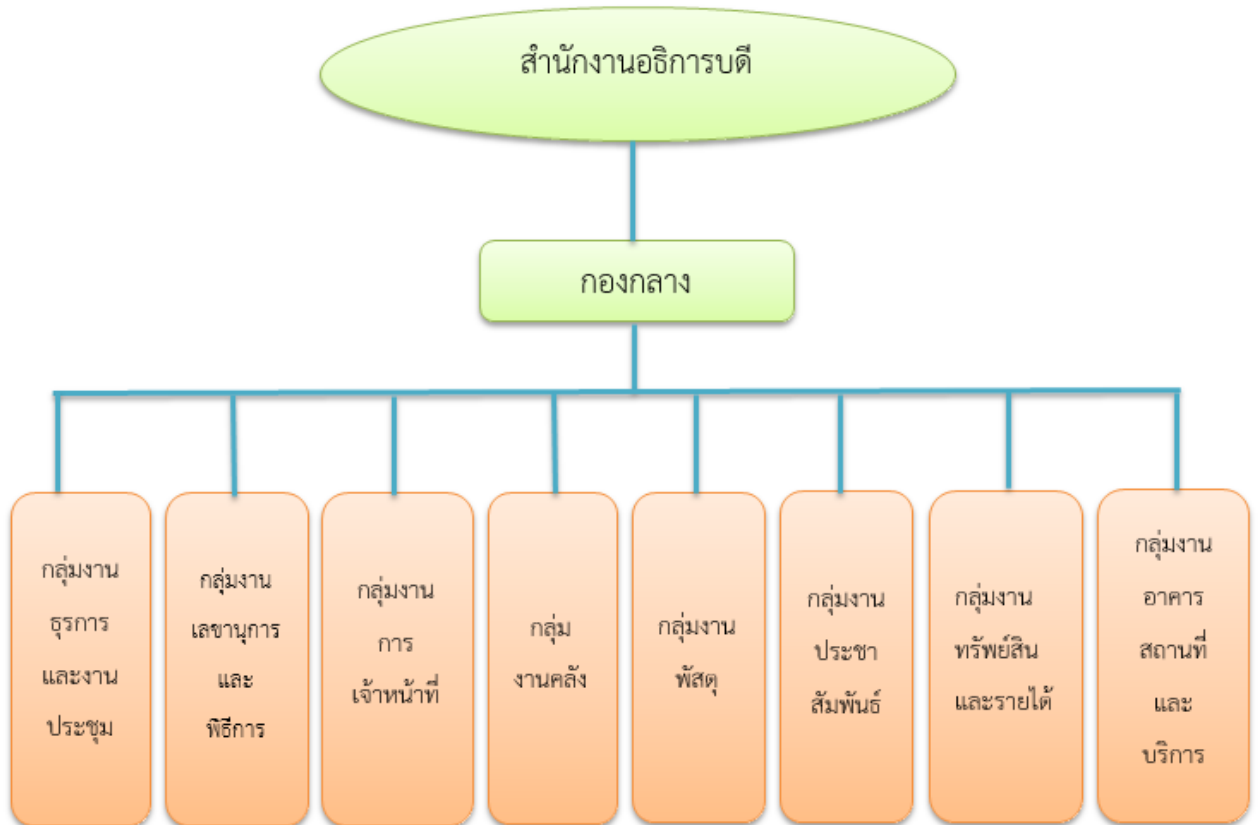 สำนักงานอธิการบดี
กองกลาง
กลุ่มงาน
ธุรการ
และงาน
ประชุม
กลุ่มงาน
เลขานุการ
และ
พิธีการ
กลุ่มงาน
การ
เจ้าหน้าที่
กลุ่ม
งานคลัง
กลุ่มงาน
พัสดุ
กลุ่มงาน
ประชา
สัมพันธ์
กลุ่มงาน
ทรัพย์สิน
และรายได้
กลุ่มงาน
อาคาร
สถานที่
และ
บริการ